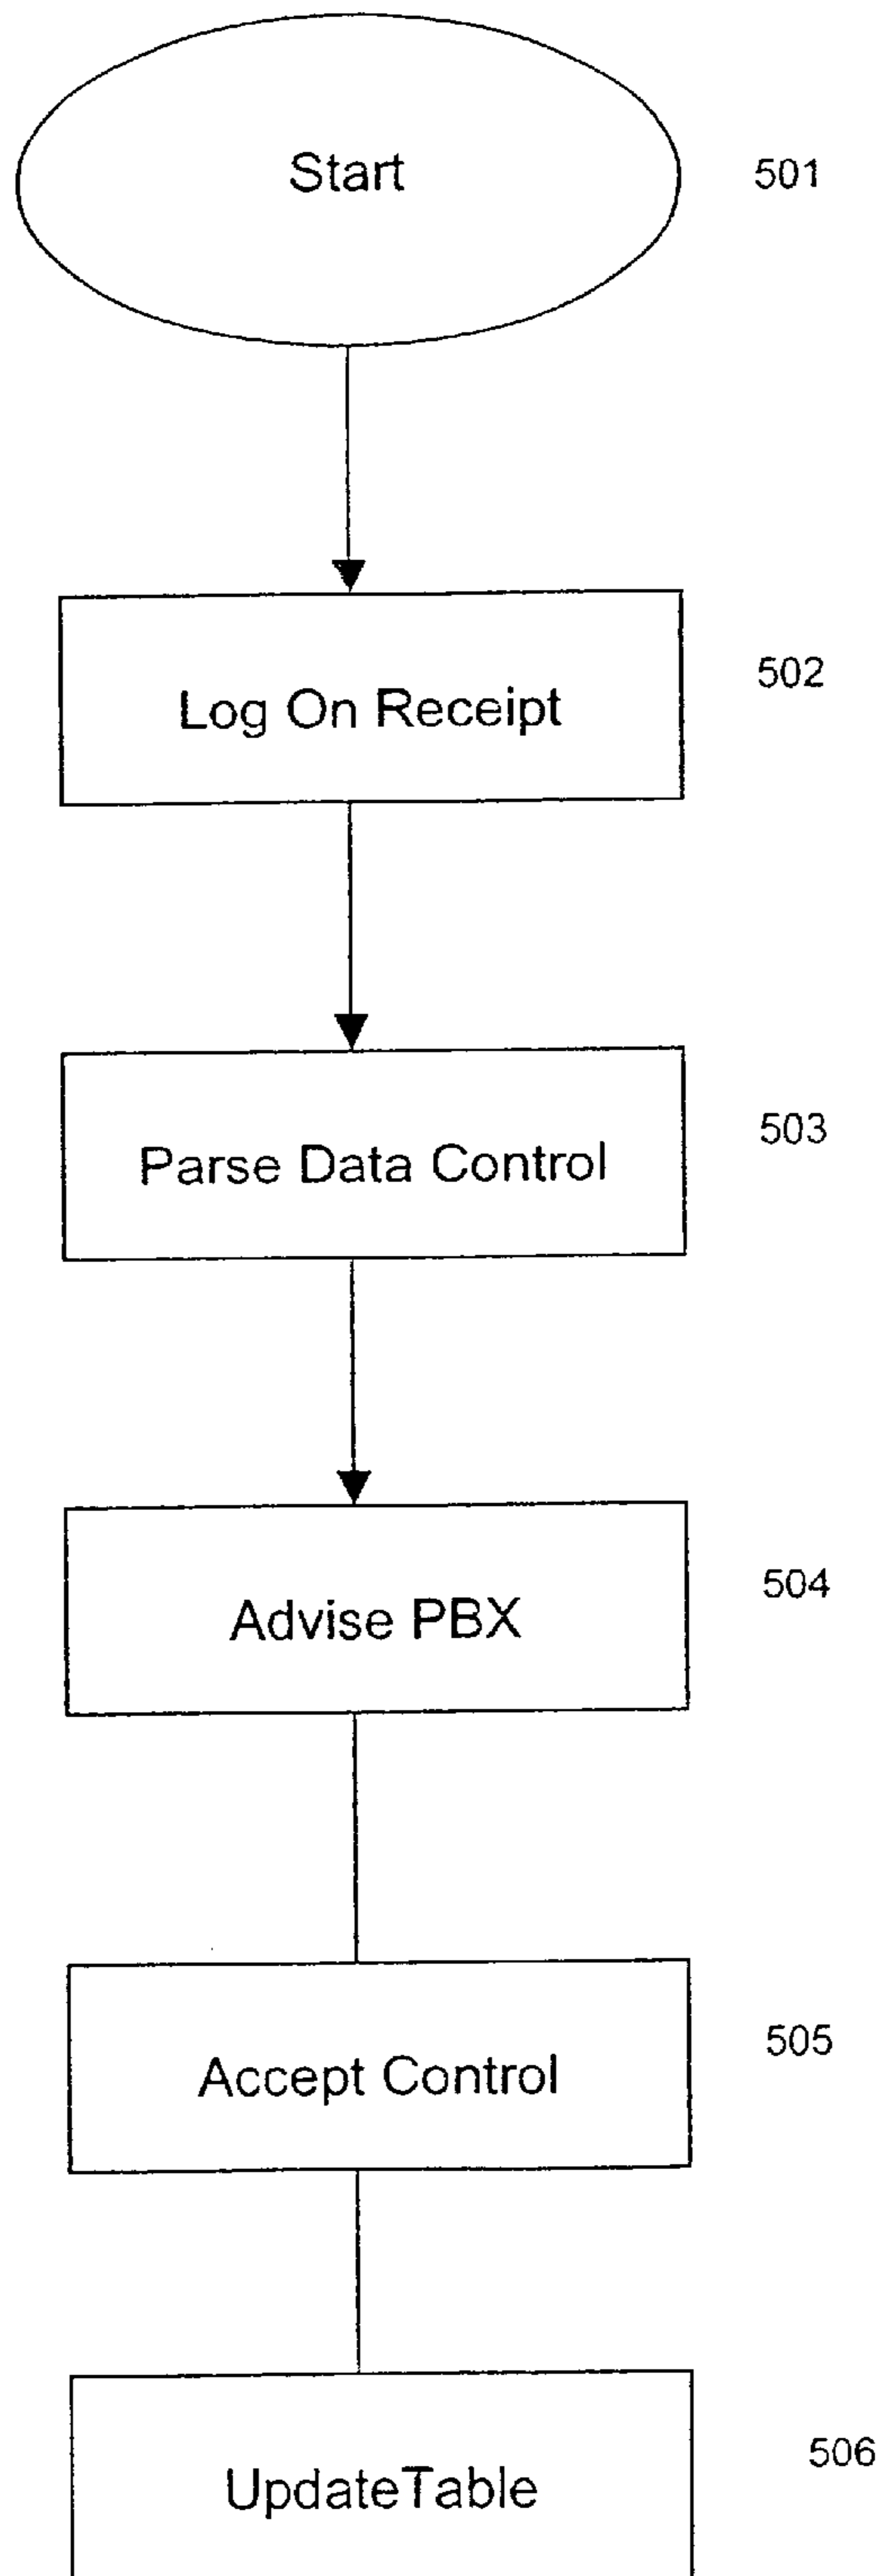 Start
501
Log On Receipt
502
Parse Data Control
503
Advise PBX
504
Accept Control
505
UpdateTable
506